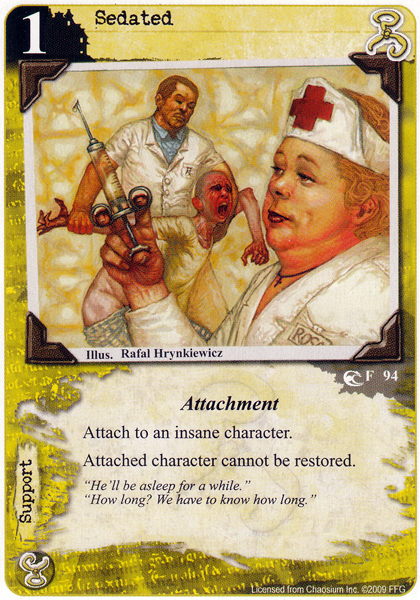 1
Sedated
Illus. Rafal Hrynkiewicz
F 94
Attachment
Attach to an insane character.
Attached character cannot be restored.
“He’ll be asleep for a while.”
“How long? We have to know how long.”
Support
Licensed from Chaosium Inc. ©2009 FFG